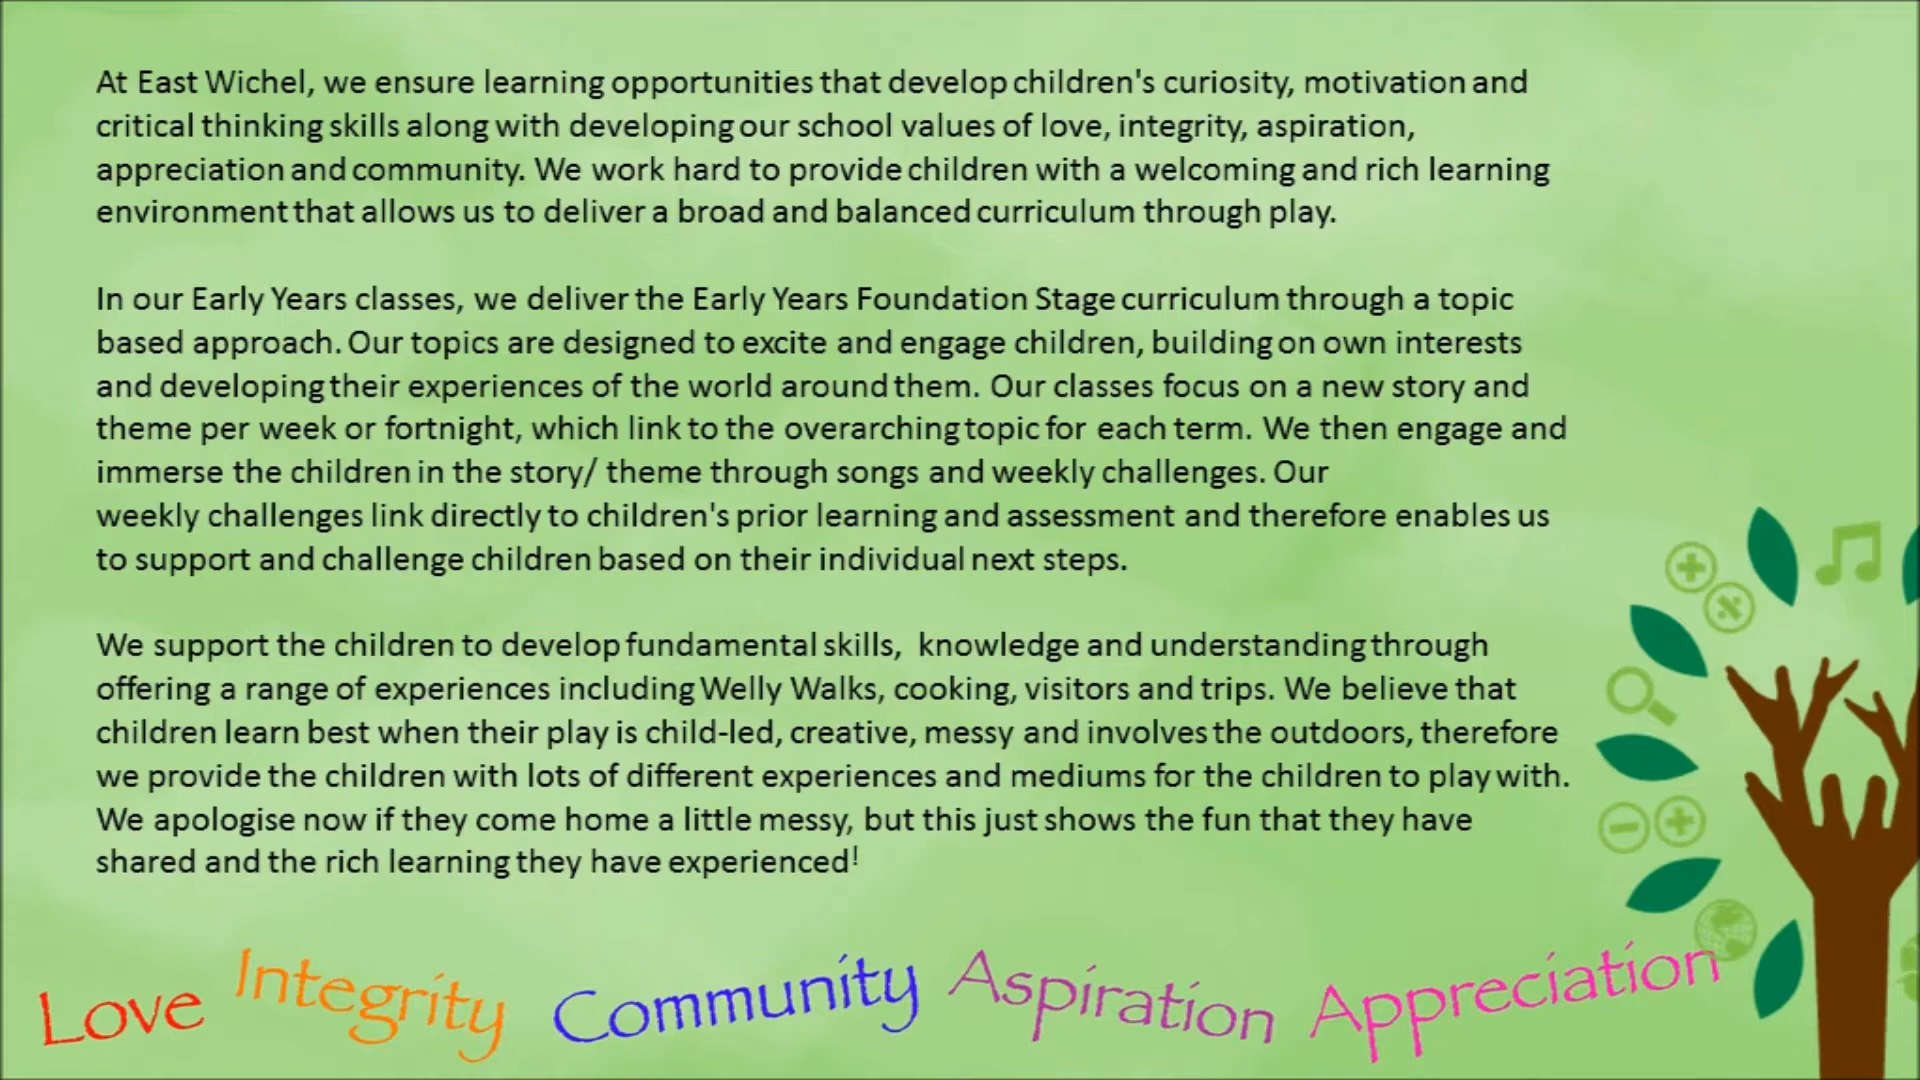 At East Wichel, we ensure learning opportunities that develop children's curiosity, motivation and
critical thinking skills along with developing our school values of love, integrity, aspiration,
appreciation and community. We work hard to provide children with a welcoming and rich learning
environment that allows us to deliver a broad and balanced curriculum through play.
In our Early Years classes, we deliver the Early Years Foundation Stage curriculum through a topic
based approach. Our topics are designed to excite and engage children, building on own interests
and developing their experiences of the world around them. Our classes focus on a new story and
theme per week or fortnight, which link to the overarching topic for each term. We then engage and
immerse the children in the story/ theme through songs and weekly challenges. Our
weekly challenges link directly to children's prior learning and assessment and therefore enables us
to support and challenge children based on their individual next steps.
We support the children to develop fundamental skills, knowledge and understanding through
offering a range of experiences including Welly Walks, cooking, visitors and trips. We believe that
children learn best when their play is child-led, creative, messy and involves the outdoors, therefore
we provide the children with lots of different experiences and mediums for the children to play with.
We apologise now if they come home a little messy, but this just shows the fun that they have
shared and the rich learning they have experienced!
Love Integrity Community Aspiration Appreciation